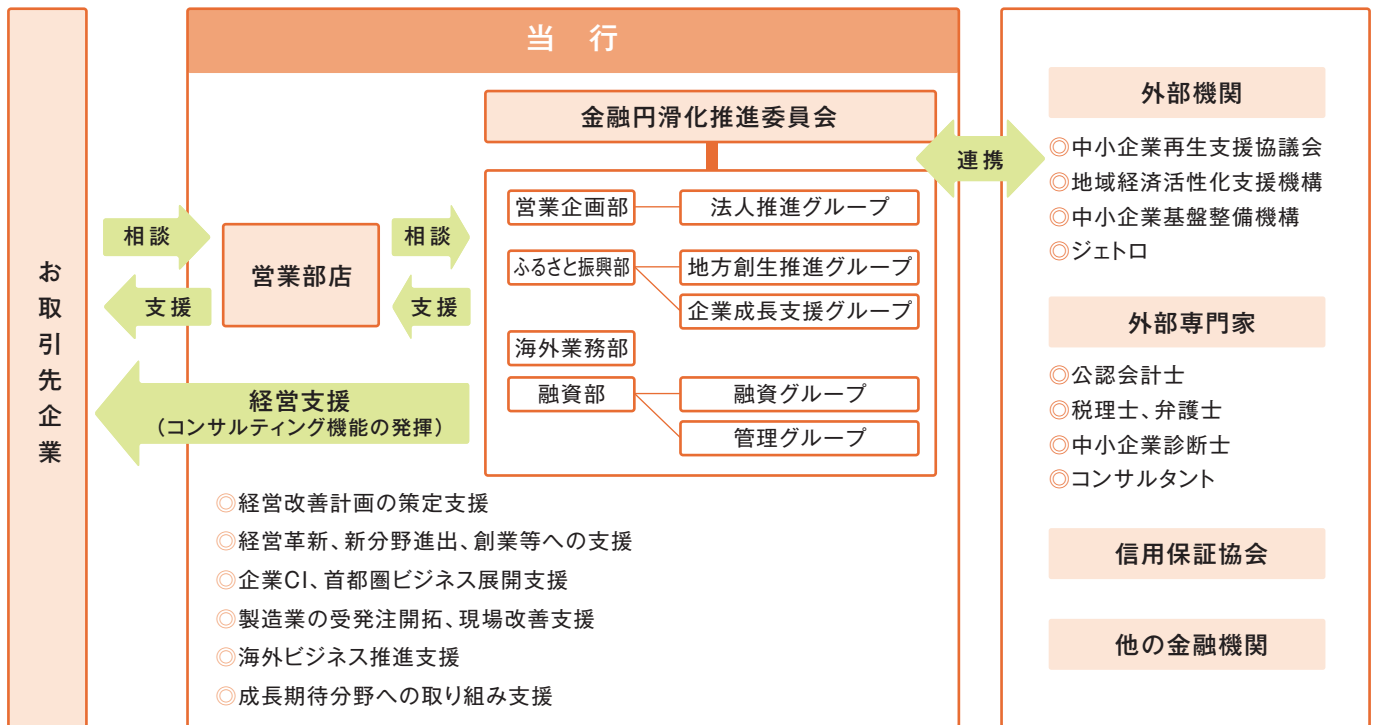 お取引先企業
当 行
金融円滑化推進委員会
営業企画部
法人推進グループ
ふるさと振興部
地方創生推進グループ
企業成長支援グループ
海外業務部
融資部
融資グループ
管理グループ
相談
支援
営業部店
相談
支援
経営支援
（コンサルティング機能の発揮）
◎経営改善計画の策定支援
◎経営革新、新分野進出、創業等への支援
◎企業CI、首都圏ビジネス展開支援
◎製造業の受発注開拓、現場改善支援
◎海外ビジネス推進支援
◎成長期待分野への取り組み支援
連携
外部機関
◎中小企業再生支援協議会
◎地域経済活性化支援機構
◎中小企業基盤整備機構
◎ジェトロ
外部専門家
◎公認会計士
◎税理士、弁護士
◎中小企業診断士
◎コンサルタント
信用保証協会
他の金融機関